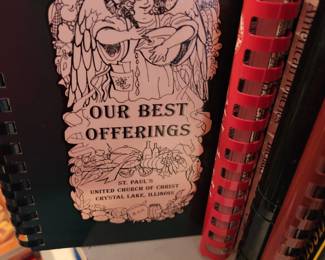 OUR BEST
OFFERINGS
ST. PAUL'S
UNITED CHURCH OF CHRIST
CRYSTAL LAKE, ILLINOIS